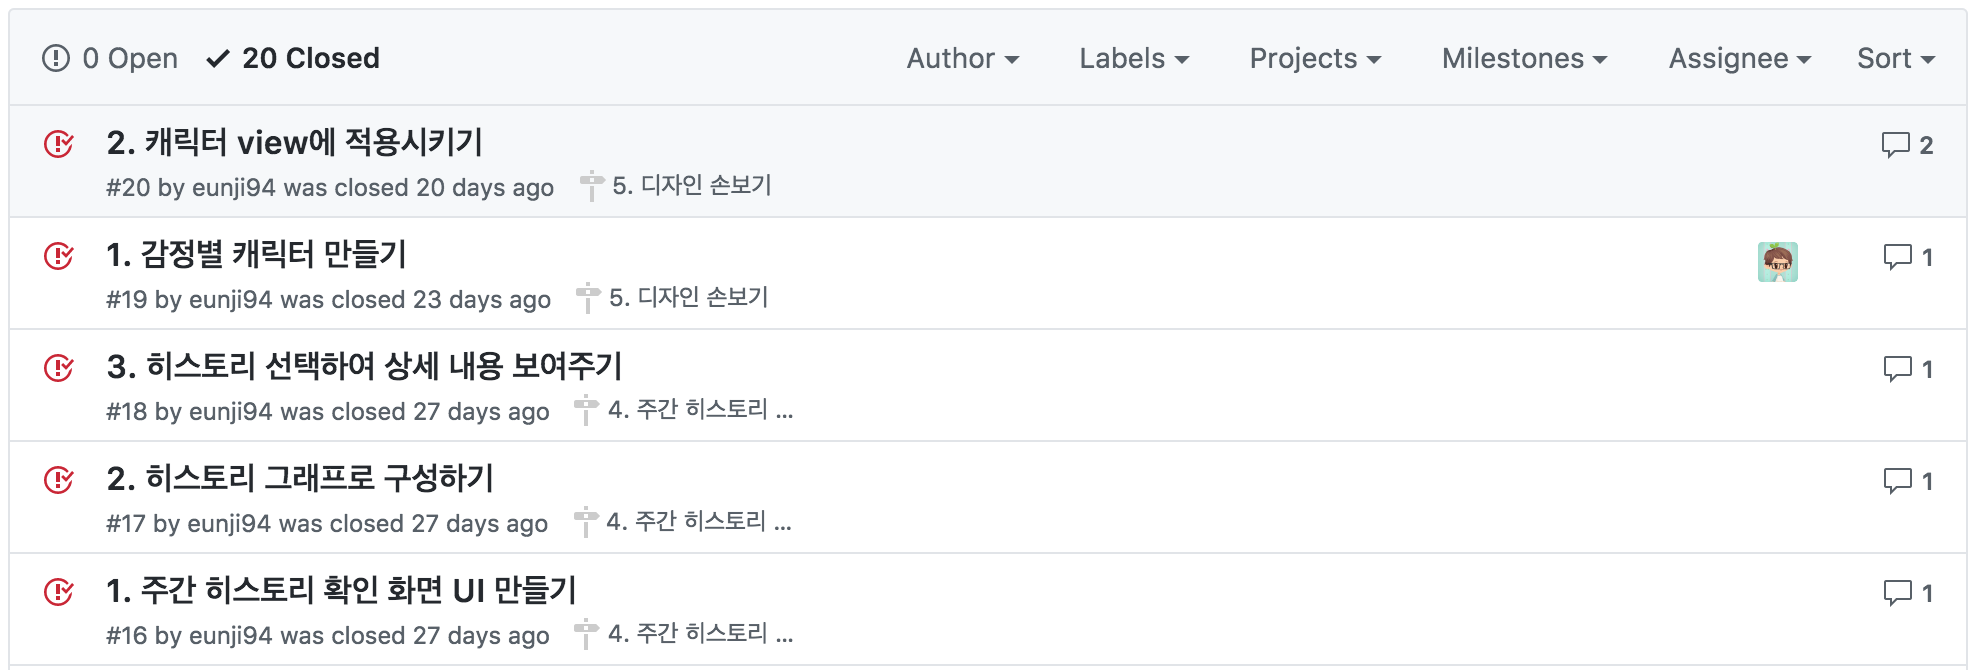 0 Open 20 Closed Author Labels Projects Milestones Assignee Sort
2. 캐릭터 view에 적용시키기 2
#20 by eunji94 was closed 20 days ago 5. 디자인 손보기
1. 감정별 캐릭터 만들기 1
#19 by eunji94 was closed 23 days ago 5. 디자인 손보기
3. 히스토리 선택하여 상세 내용 보여주기 1
#18 by eunji94 was closed 27 days ago 4. 주간 히스토리 ...
2. 히스토리 그래프로 구성하기 1
#17 by eunji94 was closed 27 days ago 4. 주간 히스토리 ...
1. 주간 히스토리 확인 화면 UI 만들기 1
#16 by eunji94 was closed 27 days ago 4. 주간 히스토리 ...